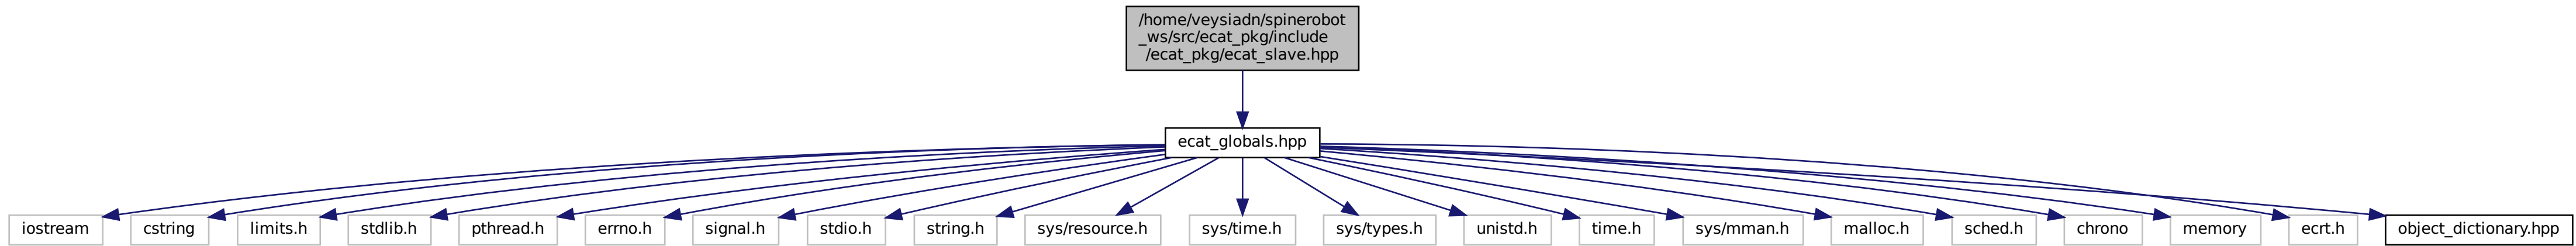 /home/veysiadn/spinerobot
_ws/src/ecat_pkg/include
/ecat_pkg/ecat_slave.hpp
ecat_globals.hpp
iostream
cstring
limits.h
stdlib.h
pthread.h
errno.h
signal.h
stdio.h
string.h
sys/resource.h
sys/time.h
sys/types.h
unistd.h
time.h
sys/mman.h
malloc.h
sched.h
chrono
memory
ecrt.h
object_dictionary.hpp